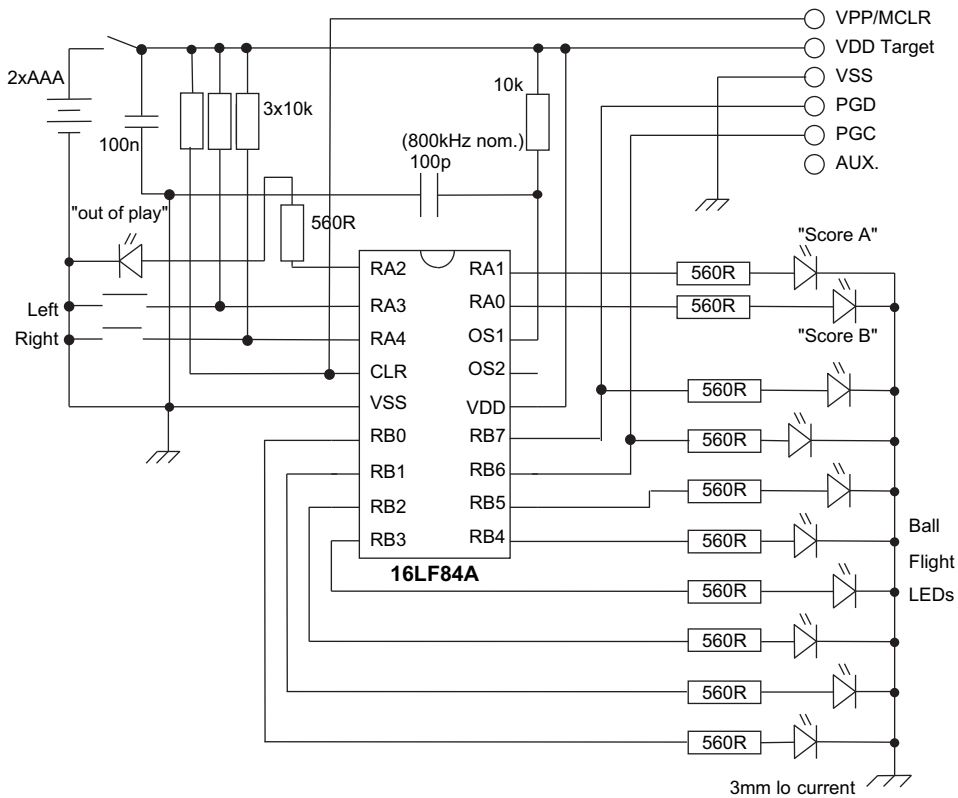 VPP/MCLR
VDD Target
VSS
PGD
PGC
AUX.
2xAAA
100n
3x10k
10k
(800kHz nom.)
100p
"out of play"
560R
Left
Right
RA2
RA3
RA4
CLR
VSS
RB0
RB1
RB2
RB3
RA1
RA0
OS1
OS2
VDD
RB7
RB6
RB5
RB4
16LF84A
"Score A"
560R
560R
"Score B"
560R
560R
560R
560R
560R
560R
560R
560R
Ball
Flight
LEDs
3mm lo current